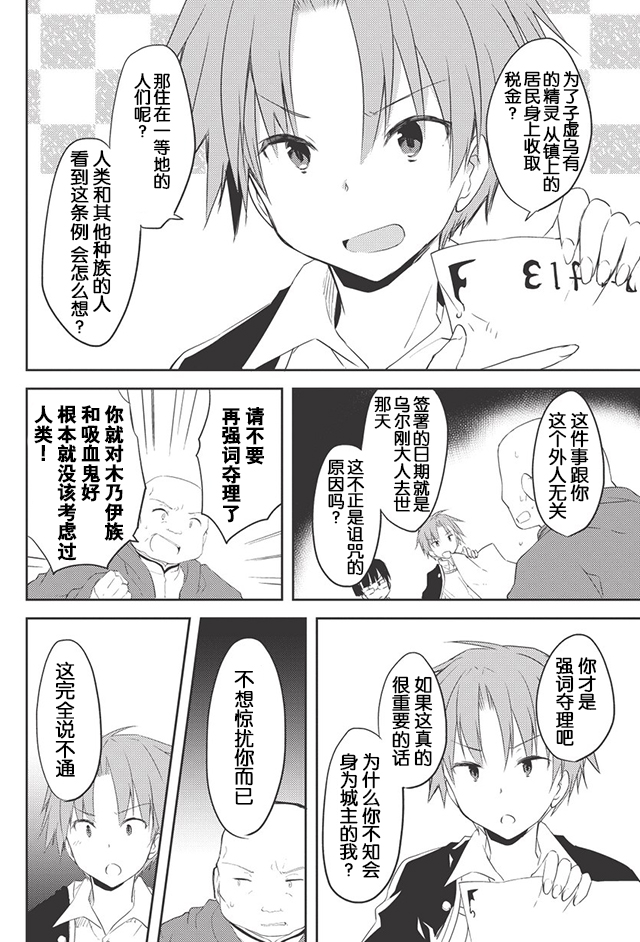 为了子虚乌有
的精灵 从镇上的
居民身上收取
税金？
Elf
那住在一等地的
人们呢？
人类和其他种族的人
看到这条例 会怎么想？
这件事跟你
这个外人无关
签署的日期就是
乌尔刚大人去世
那天
这不正是诅咒的
原因吗？
请不要
再强词夺理了
你就对木乃伊族
和吸血鬼好
根本就没该考虑过
人类！
你才是
强词夺理吧
如果这真的
很重要的话
为什么你不知会
身为城主的我？
不想惊扰你而已
这完全说不通